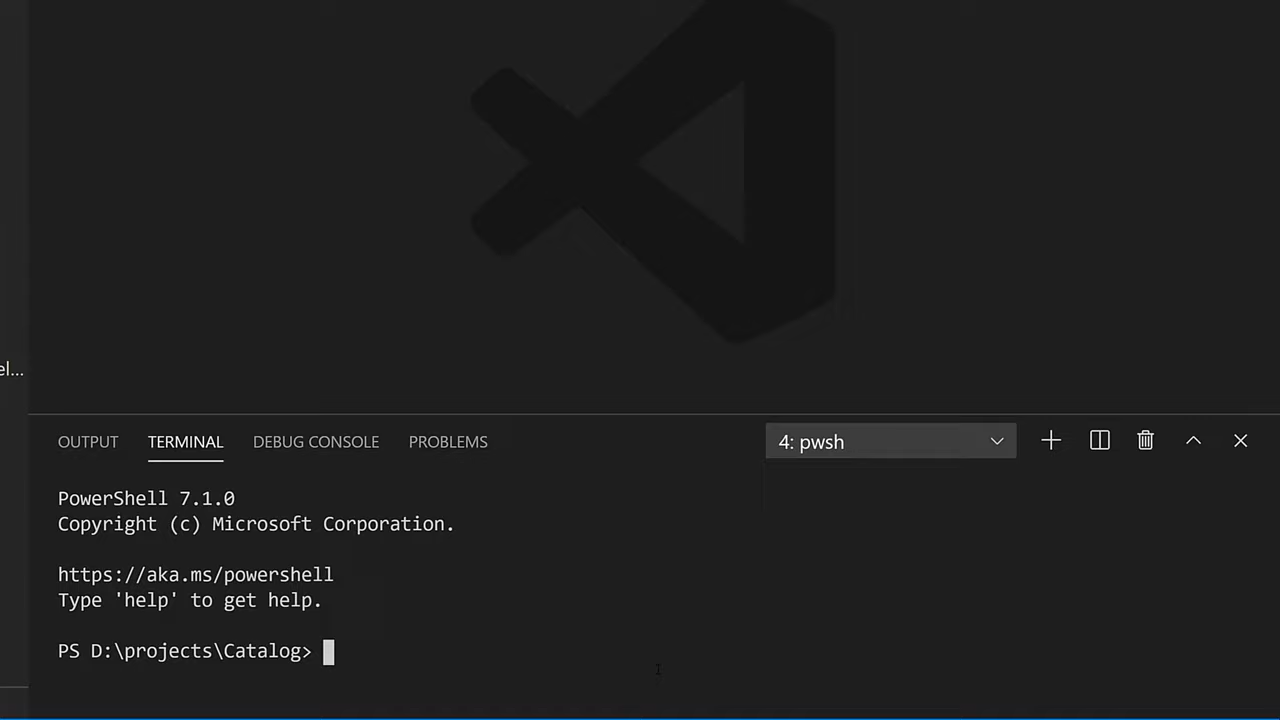 el...
OUTPUT TERMINAL DEBUG CONSOLE PROBLEMS 4: pwsh
PowerShell 7.1.0
Copyright (c) Microsoft Corporation.
https://aka.ms/powershell
Type 'help' to get help.
PS D:\projects\Catalog>